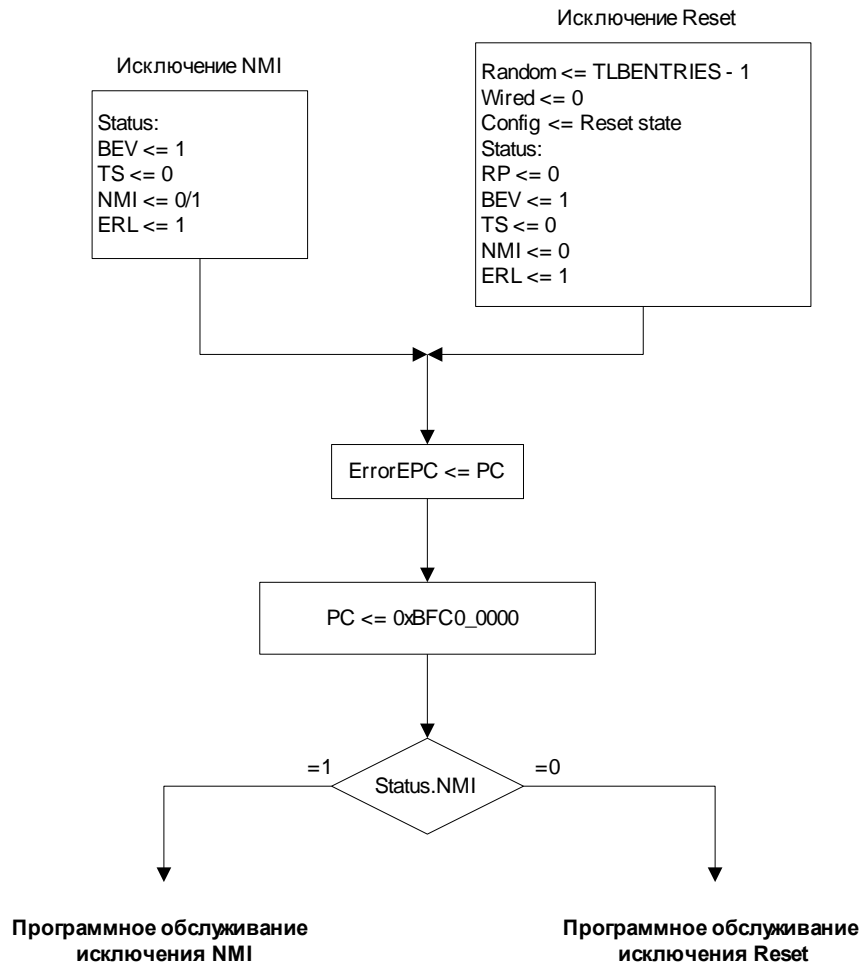 Исключение Reset
Исключение NMI
Random <= TLBENTRIES - 1
Wired <= 0
Config <= Reset state
Status:
RP <= 0
BEV <= 1
TS <= 0
NMI <= 0
ERL <= 1
Status:
BEV <= 1
TS <= 0
NMI <= 0/1
ERL <= 1
ErrorEPC <= PC
PC <= 0xBFC0_0000
=1
Status.NMI
=0
Программное обслуживание
исключения NMI
Программное обслуживание
исключения Reset